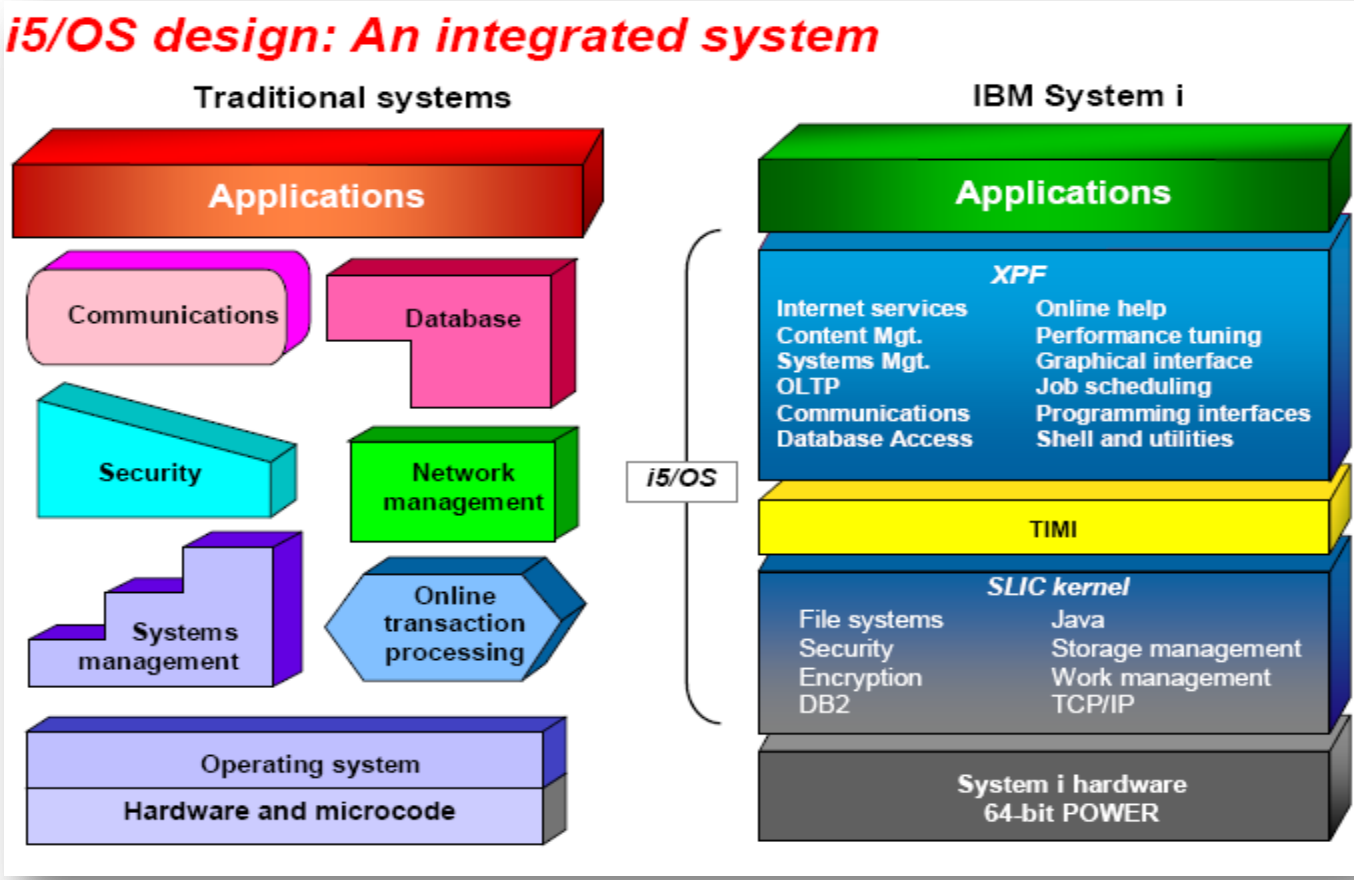 i5/OS design: An integrated system
Traditional systems
Applications
Communications
Database
Security
Network
management
Systems
management
Online
transaction
processing
Operating system
Hardware and microcode
i5/OS
IBM System i
Applications
XPF
Internet services
Content Mgt.
Systems Mgt.
OLTP
Communications
Database Access
Online help
Performance tuning
Graphical interface
Job scheduling
Programming interfaces
Shell and utilities
TIMI
SLIC kernel
File systems
Security
Encryption
DB2
Java
Storage management
Work management
TCP/IP
System i hardware
64-bit POWER